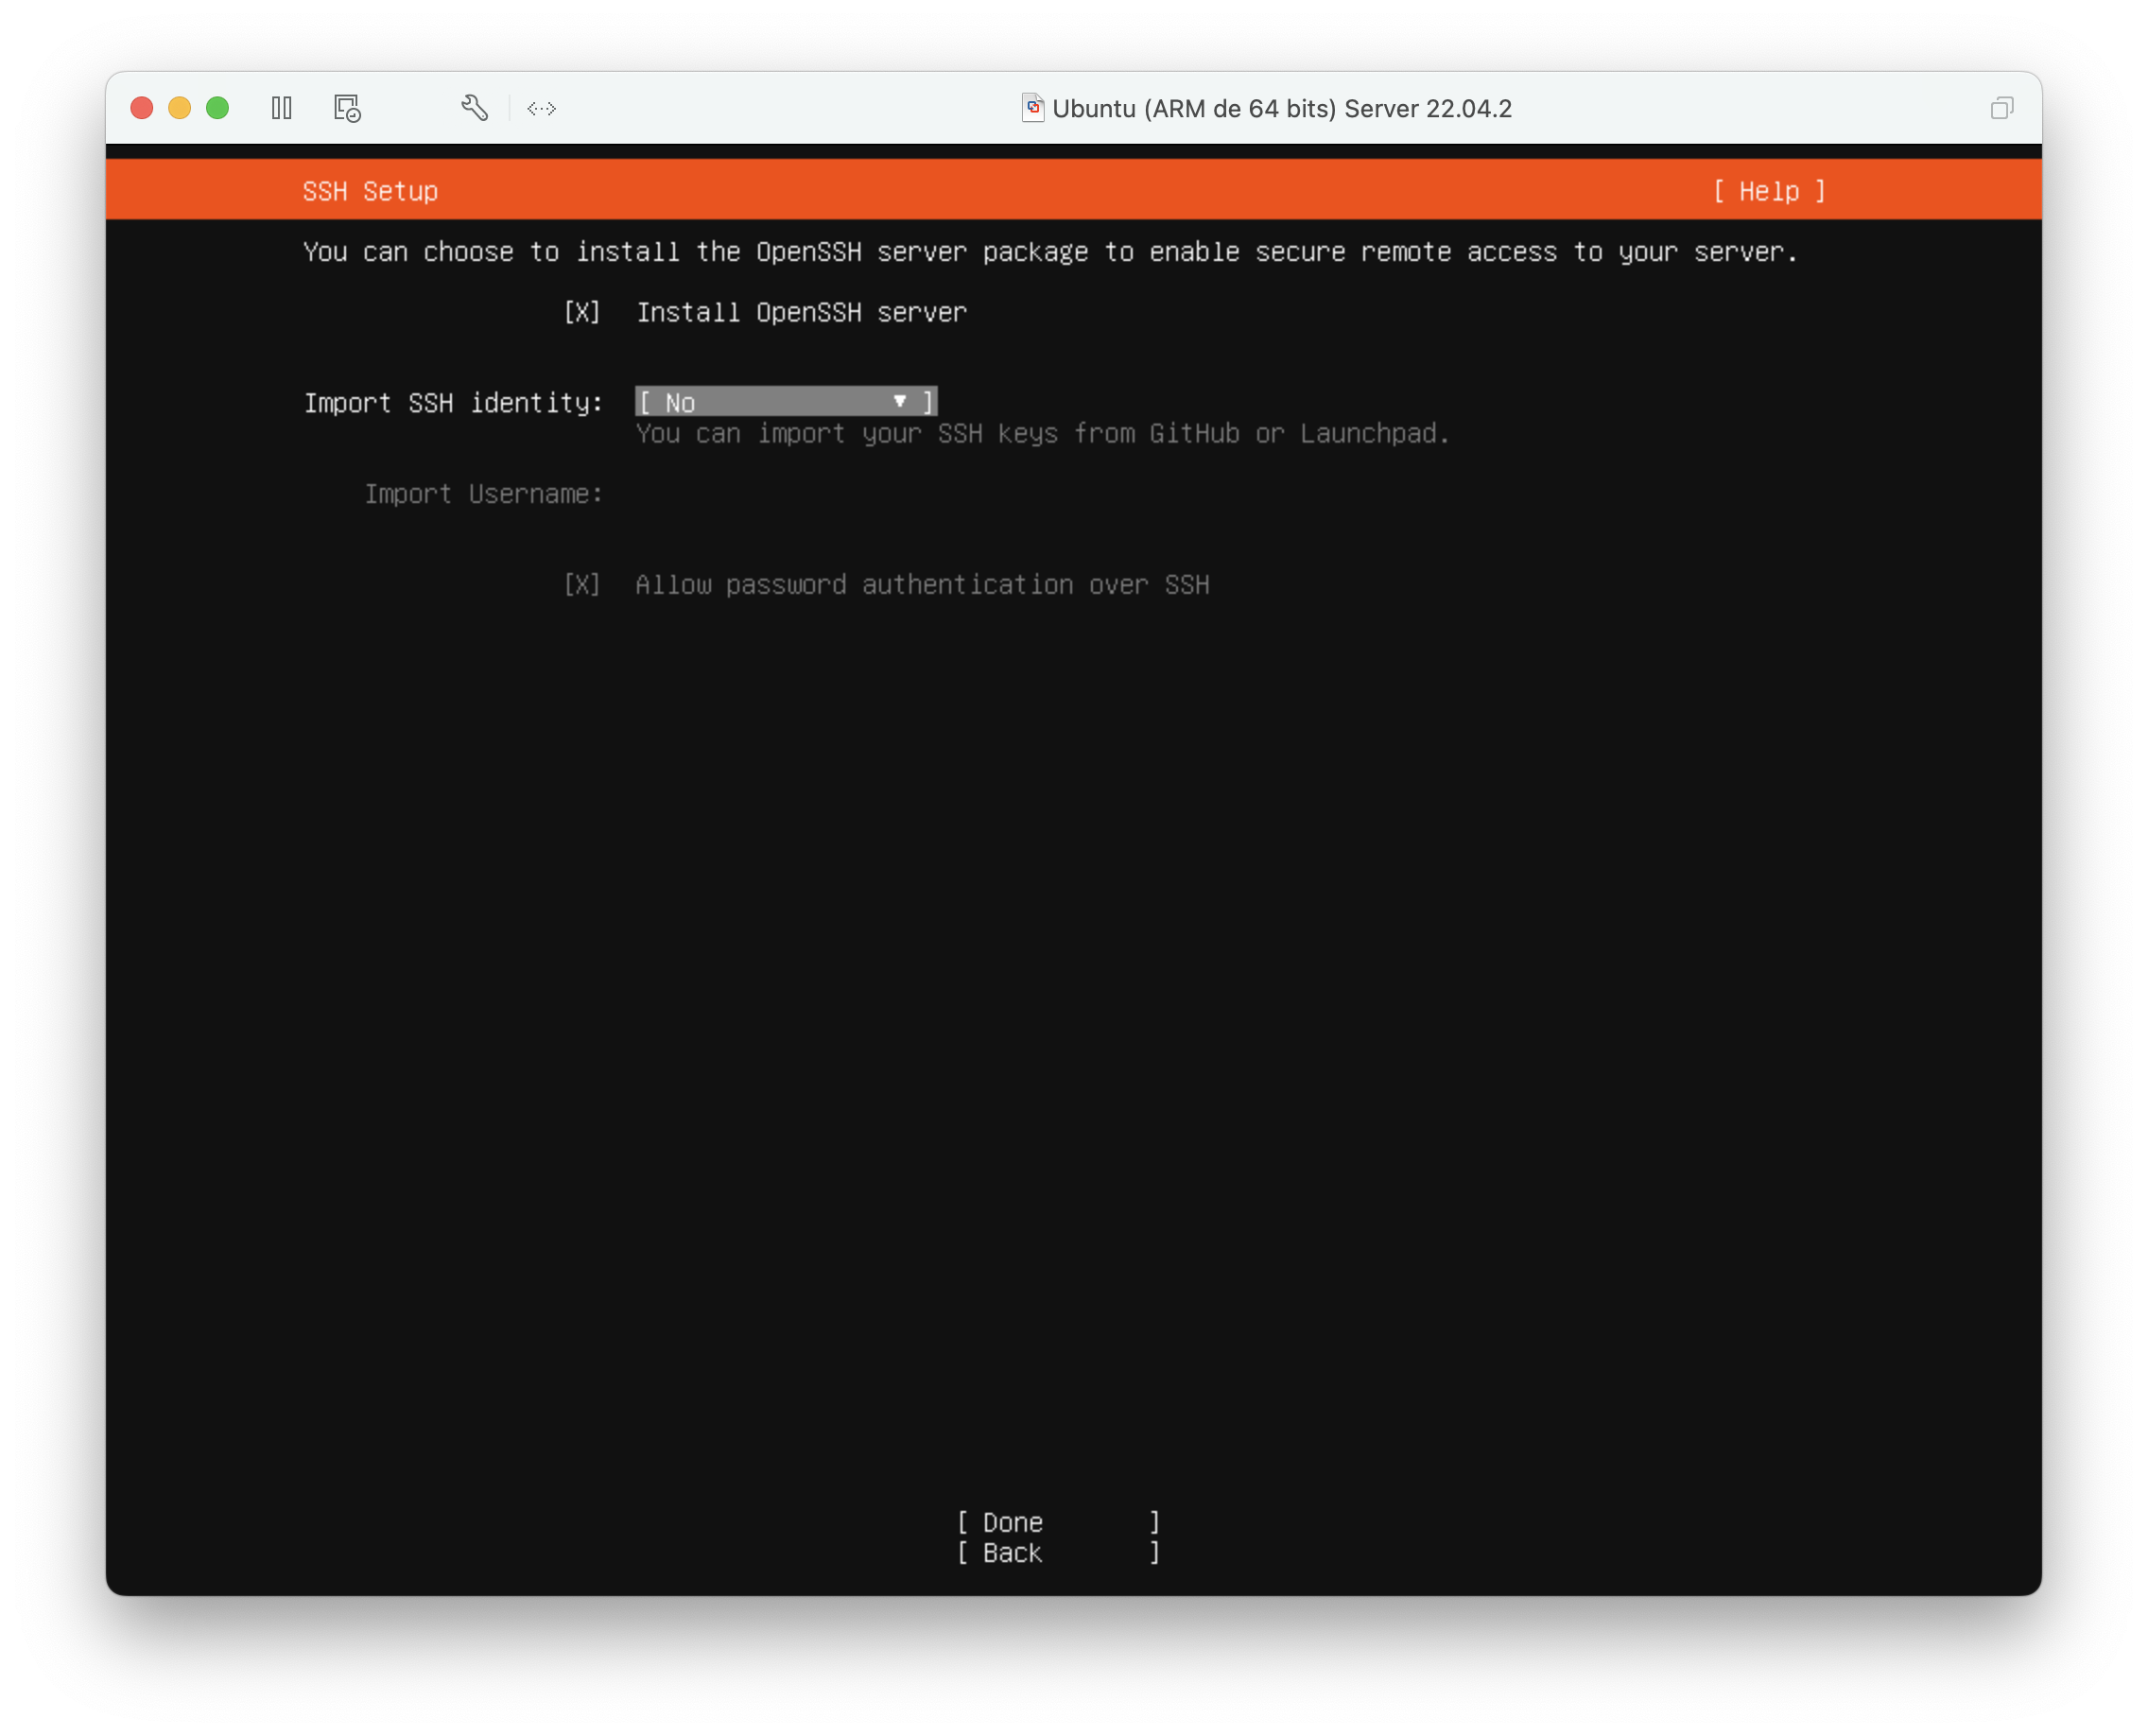 Ubuntu (ARM de 64 bits) Server 22.04.2
SSH Setup [ Help ]
You can choose to install the OpenSSH server package to enable secure remote access to your server.
[X] Install OpenSSH server
Import SSH identity: [ No ▼ ]
You can import your SSH keys from GitHub or Launchpad.
Import Username:
[X] Allow password authentication over SSH
[ Done ]
[ Back ]